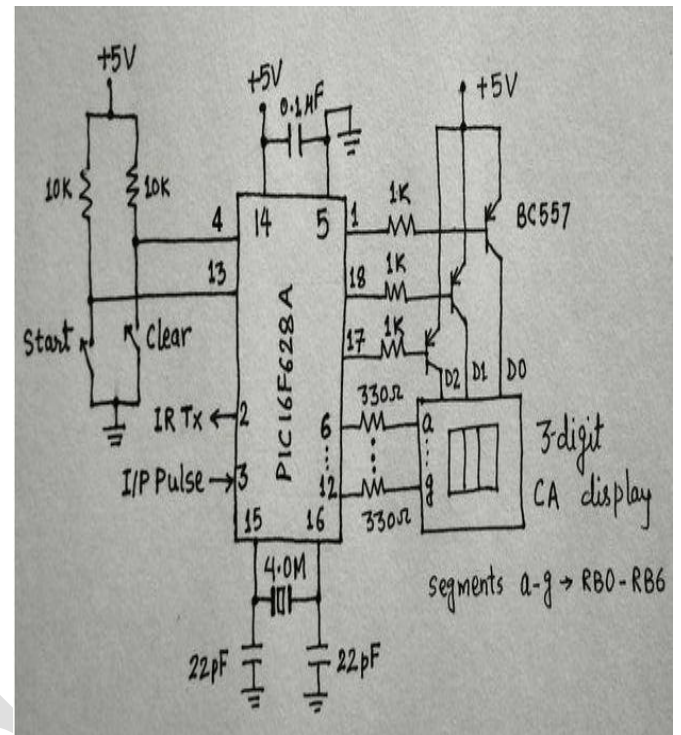 +5V
+5V
0.1µF
+5V
10K
10K
1K
BC557
4
14
5
1
13
18
1K
Start
Clear
17
1K
D2
D1
D0
PIC16F628A
IR Tx
2
330Ω
6
a
3-digit
I/P Pulse
3
12
g
CA display
330Ω
15
16
4.0M
segments a-g → RB0-RB6
22pF
22pF